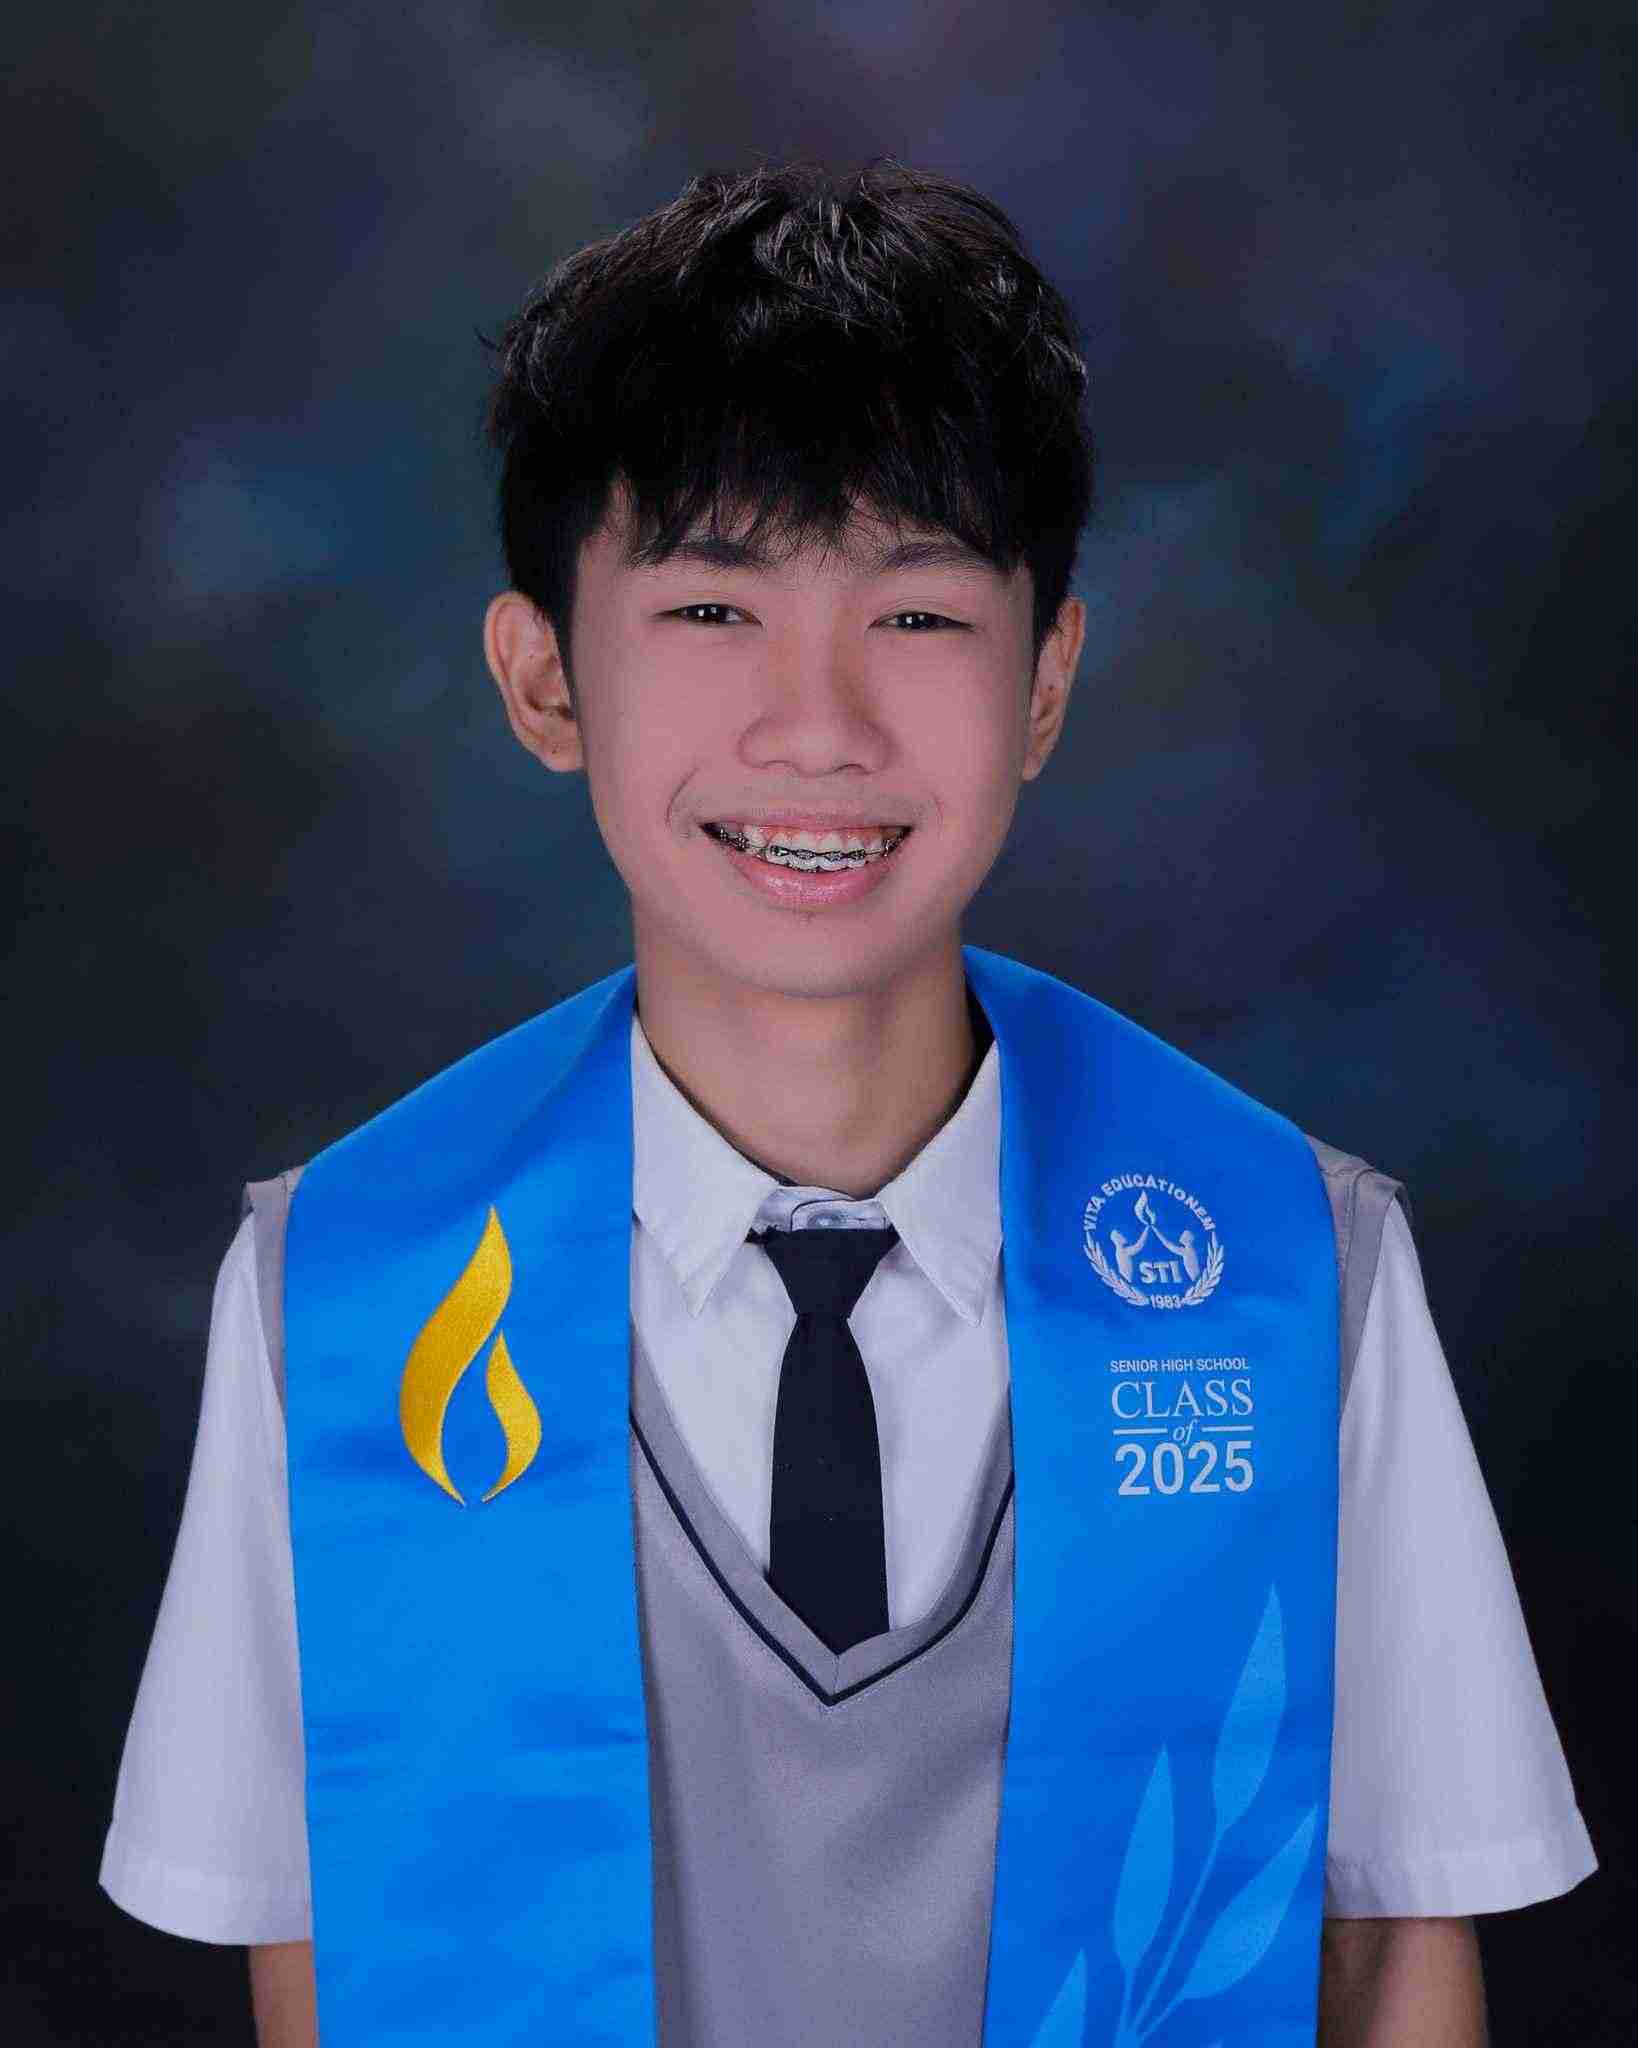 VITA EDUCATIONEM
STI
1983
SENIOR HIGH SCHOOL
CLASS
of
2025